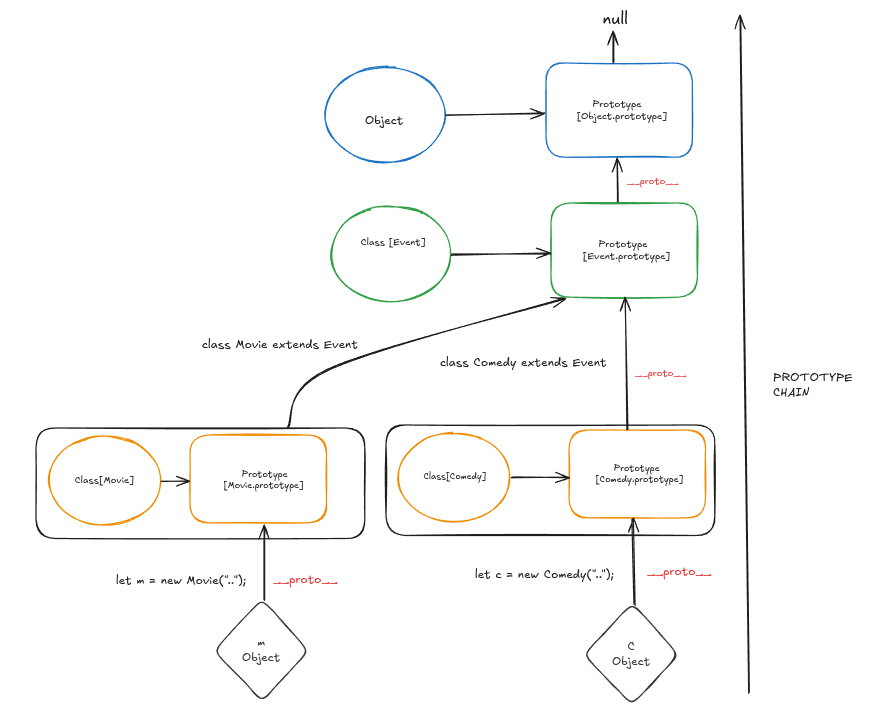 null
Prototype
[Object.prototype]
Object
__proto__
Class [Event]
Prototype
[Event.prototype]
class Movie extends Event
class Comedy extends Event
__proto__
PROTOTYPE
CHAIN
Class[Movie]
Prototype
[Movie.prototype]
Class[Comedy]
Prototype
[Comedy.prototype]
let m = new Movie("..");
__proto__
let c = new Comedy("..");
__proto__
m
Object
C
Object